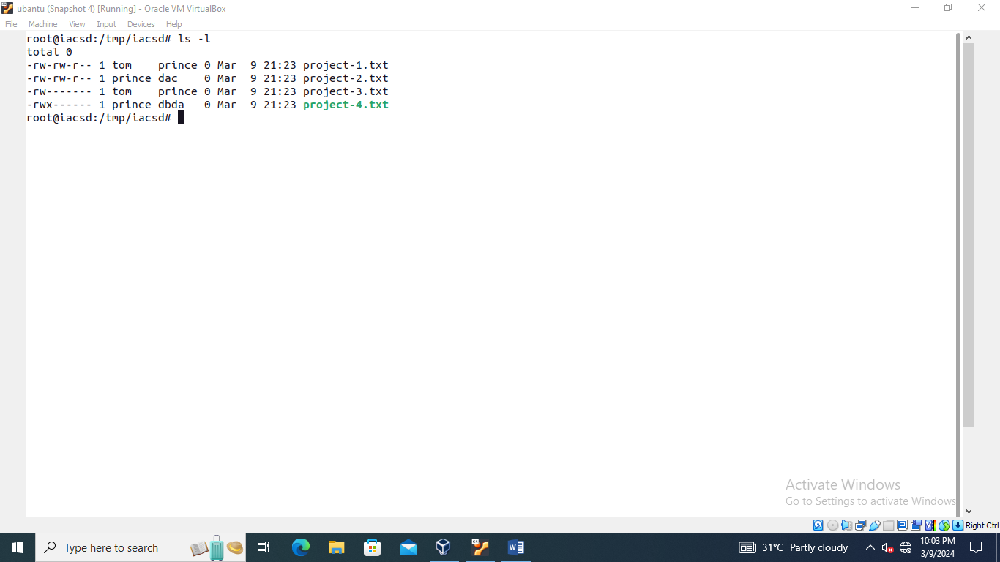 ubantu (Snapshot 4) [Running] - Oracle VM VirtualBox
File Machine View Input Devices Help
root@iacsd:/tmp/iacsd# ls -l
total 0
-rw-rw-r-- 1 tom    prince 0 Mar  9 21:23 project-1.txt
-rw-rw-r-- 1 prince dac    0 Mar  9 21:23 project-2.txt
-rw------- 1 tom    prince 0 Mar  9 21:23 project-3.txt
-rwx------ 1 prince dbda   0 Mar  9 21:23 project-4.txt
root@iacsd:/tmp/iacsd#
Activate Windows
Go to Settings to activate Windows
Right Ctrl
Type here to search
31°C Partly cloudy
10:03 PM
3/9/2024